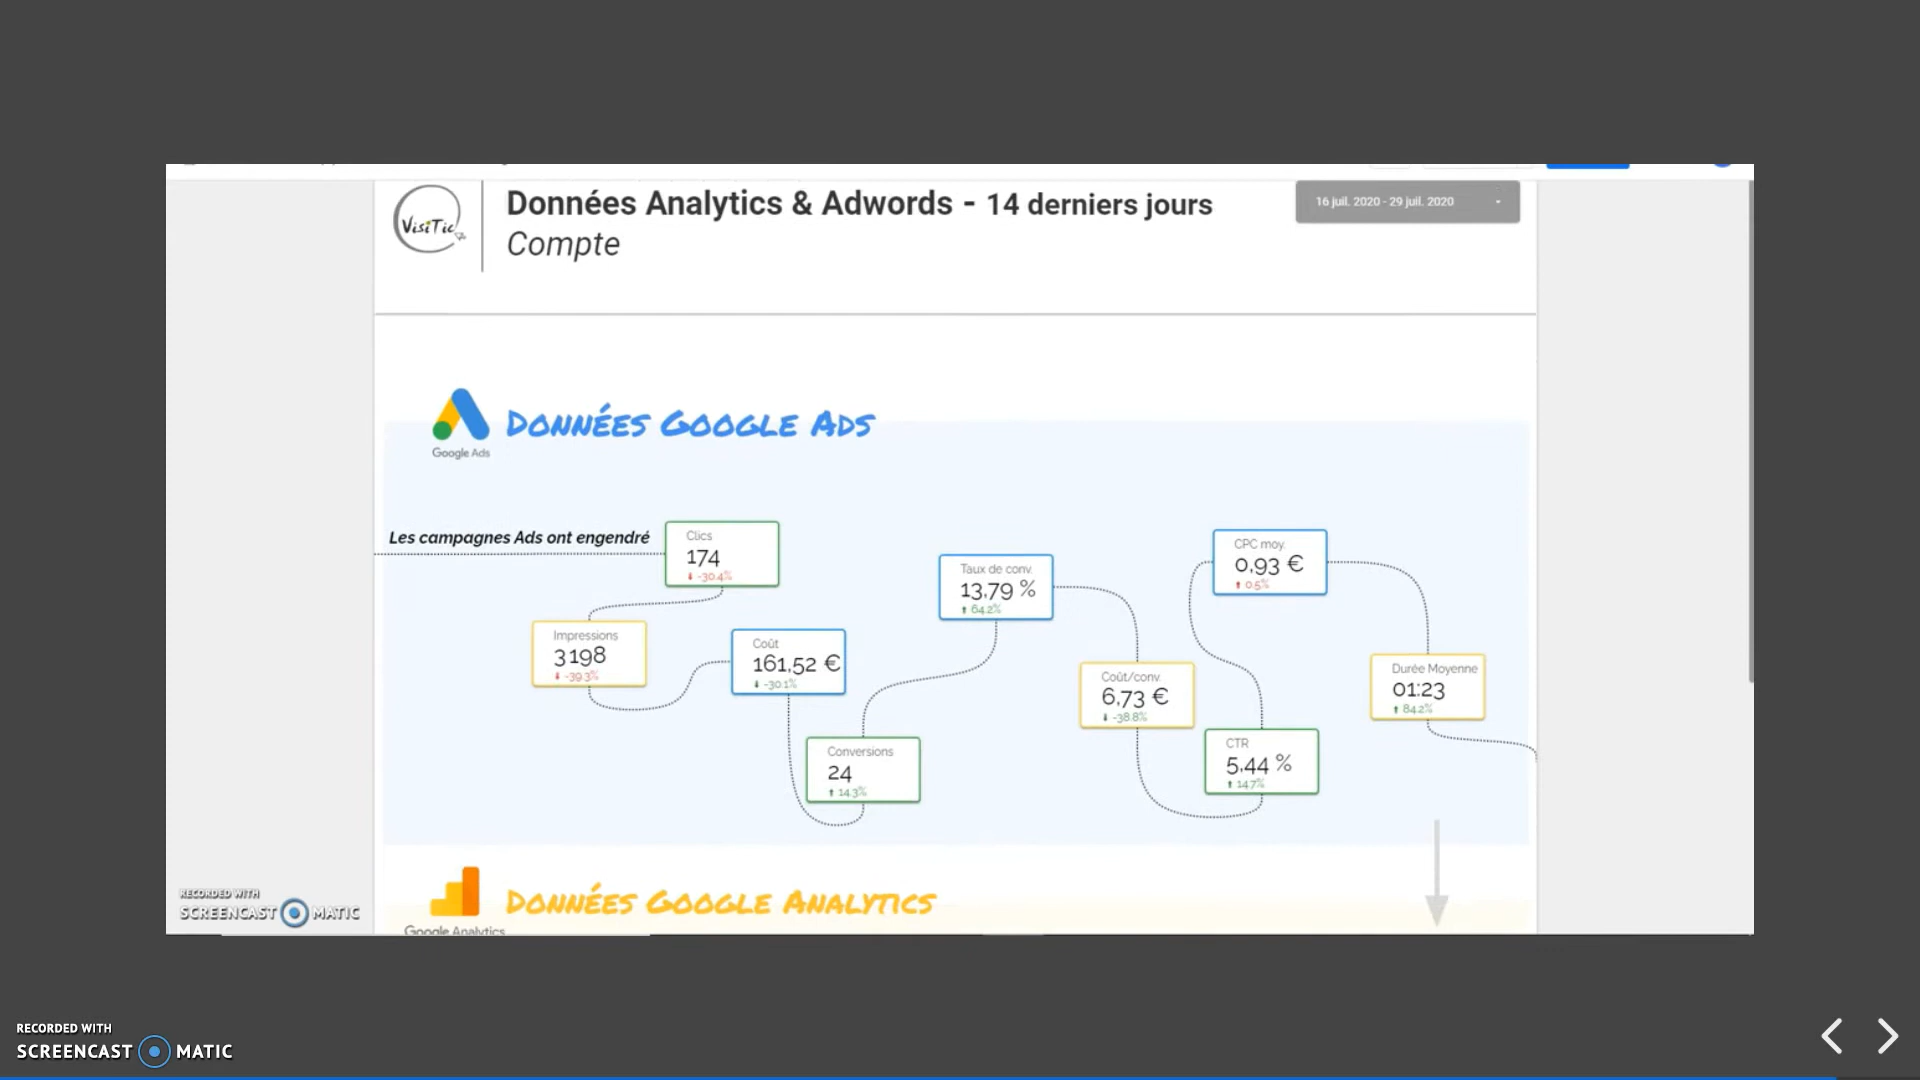 VisiTic
Données Analytics & Adwords - 14 derniers jours
Compte
16 juil. 2020 - 29 juil. 2020
Google Ads
Données Google Ads
Les campagnes Ads ont engendré
Clics
174
-30.4%
Impressions
3 198
-39.3%
Coût
161,52 €
-30.1%
Conversions
24
14.3%
Taux de conv.
13,79 %
64.2%
Coût/conv.
6,73 €
-38.8%
CPC moy.
0,93 €
0.5%
CTR
5,44 %
14.7%
Durée Moyenne
01:23
84.2%
Google Analytics
Données Google Analytics
RECORDED WITH
SCREENCAST MATIC
RECORDED WITH
SCREENCAST MATIC